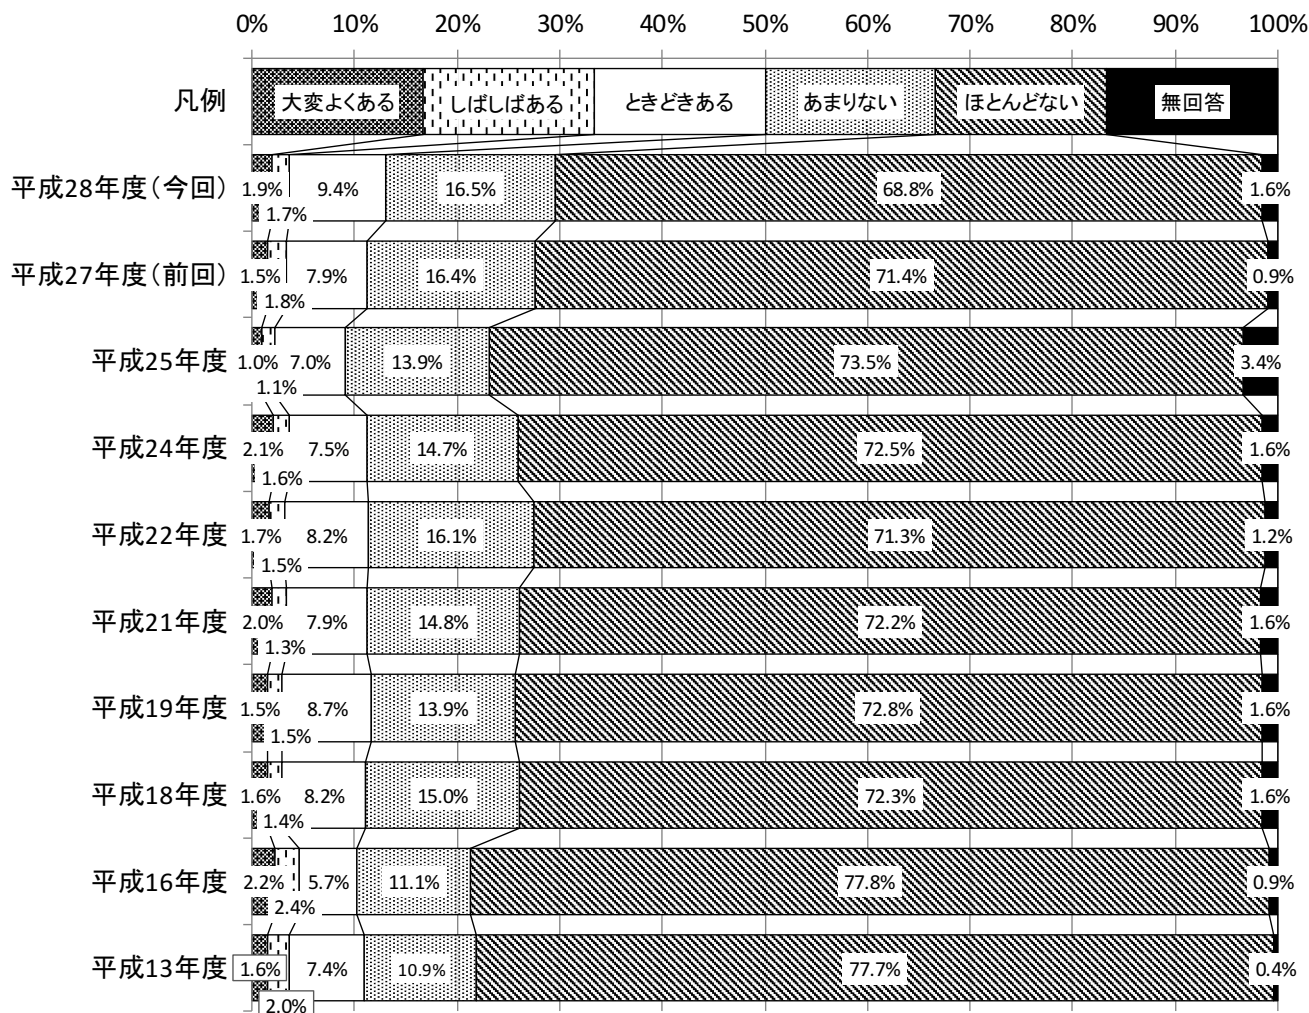 0% 10% 20% 30% 40% 50% 60% 70% 80% 90% 100%
凡例 大変よくある しばしばある ときどきある あまりない ほとんどない 無回答
平成28年度(今回) 1.9% 1.7% 9.4% 16.5% 68.8% 1.6%
平成27年度(前回) 1.5% 1.8% 7.9% 16.4% 71.4% 0.9%
平成25年度 1.0% 1.1% 7.0% 13.9% 73.5% 3.4%
平成24年度 2.1% 1.6% 7.5% 14.7% 72.5% 1.6%
平成22年度 1.7% 1.5% 8.2% 16.1% 71.3% 1.2%
平成21年度 2.0% 1.3% 7.9% 14.8% 72.2% 1.6%
平成19年度 1.5% 1.5% 8.7% 13.9% 72.8% 1.6%
平成18年度 1.6% 1.4% 8.2% 15.0% 72.3% 1.6%
平成16年度 2.2% 2.4% 5.7% 11.1% 77.8% 0.9%
平成13年度 1.6% 2.0% 7.4% 10.9% 77.7% 0.4%